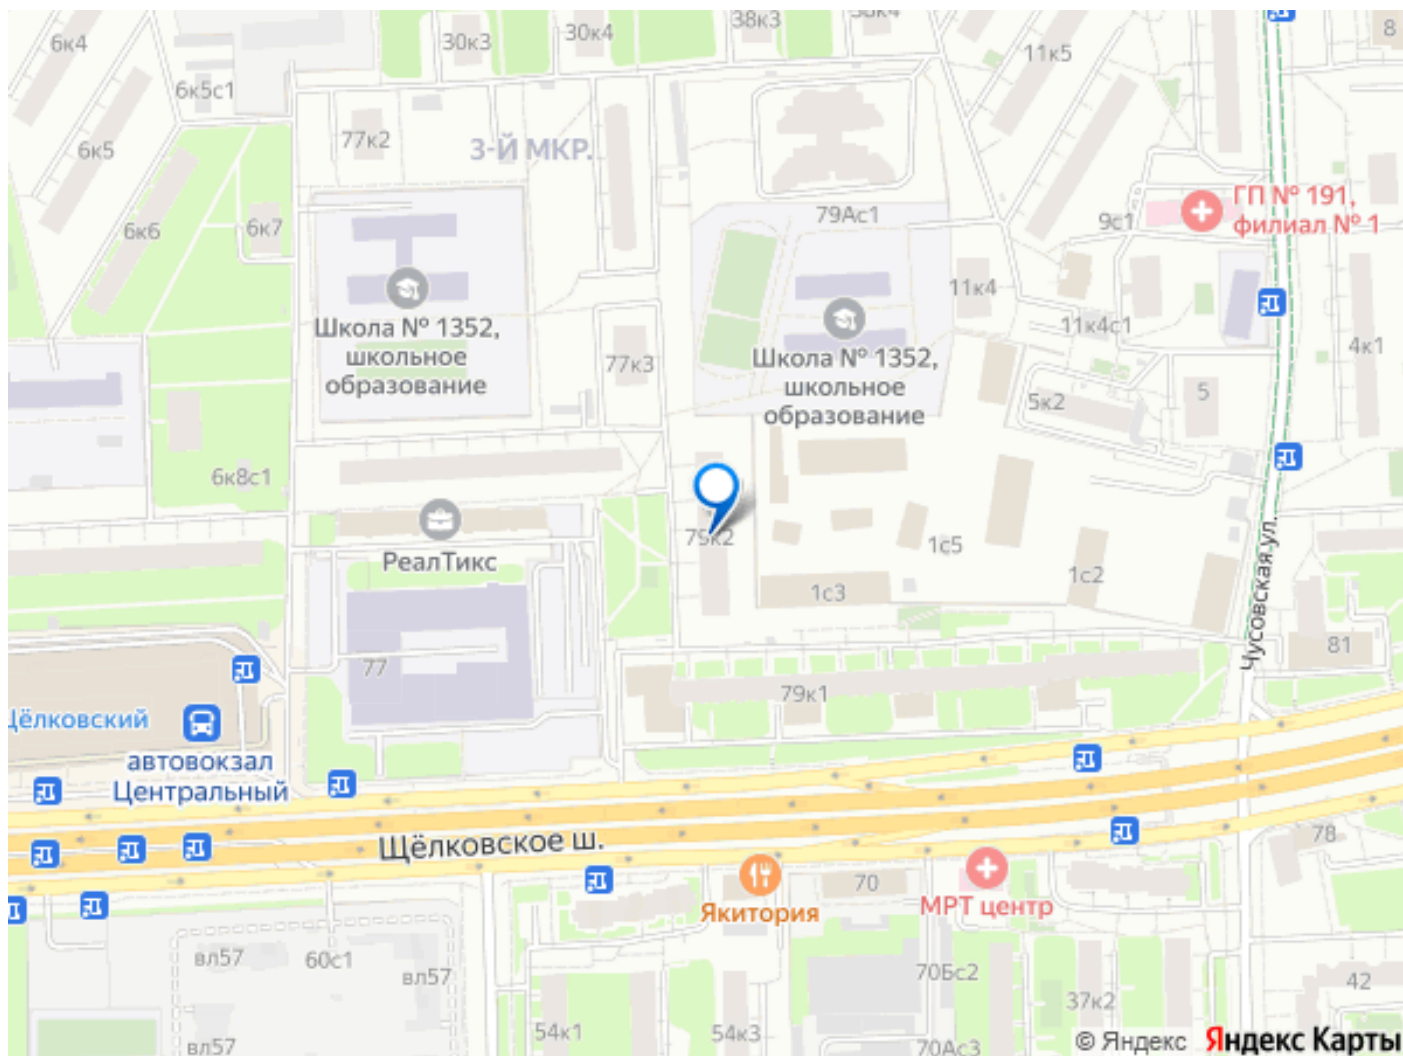 6к4
30к3
30к4
38к3
38к4
11к5
8
6к5с1
6к5
77к2
3-Й МКР.
ГП № 191,
филиал № 1
6к6
6к7
79Ас1
9с1
11к4
Школа № 1352,
школьное
образование
11к4с1
4к1
77к3
Школа № 1352,
школьное
образование
5к2
5
6к8с1
РеалТикс
1с5
1с2
1с3
Чусовская ул.
77
79к1
81
Щёлковский
автовокзал
Центральный
Щёлковское ш.
78
70
Якитория
МРТ центр
вл57
60с1
вл57
70Бс2
42
37к2
54к1
54к3
вл57
70Ас3
© Яндекс
Яндекс Карты